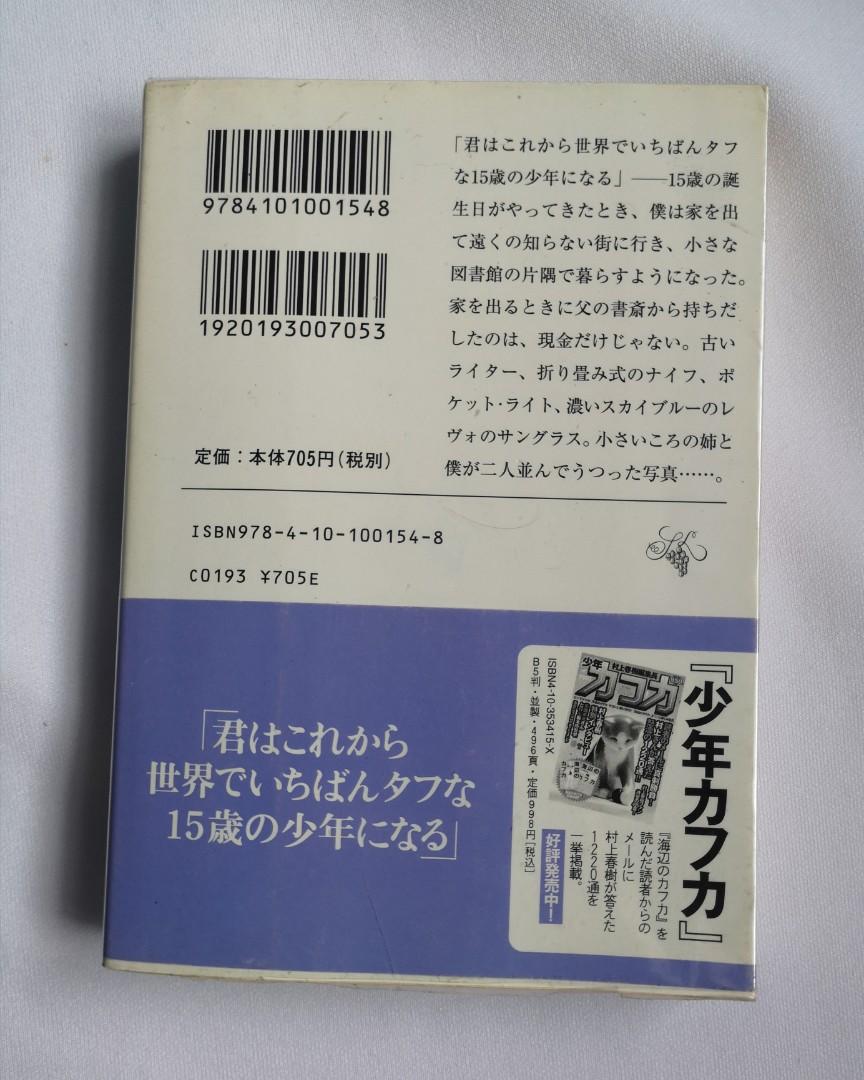 9784101001548
1920193007053
定価：本体705円（税別）
「君はこれから世界でいちばんタフ
な15歳の少年になる」――15歳の誕
生日がやってきたとき、僕は家を出
て遠くの知らない街に行き、小さな
図書館の片隅で暮らすようになった。
家を出るときに父の書斎から持ちだ
したのは、現金だけじゃない。古い
ライター、折り畳み式のナイフ、ポ
ケット・ライト、濃いスカイブルーのレ
ヴォのサングラス。小さいころの姉と
僕が二人並んでうつった写真……。
ISBN978-4-10-100154-8
C0193 ¥705E
「君はこれから
世界でいちばんタフな
15歳の少年になる」
『少年カフカ』
『海辺のカフカ』を
読んだ読者からの
メールに
村上春樹が答えた
1220通を
一挙掲載。
好評発売中！
少年カフカ
村上春樹編集長
ISBN4-10-353415-X
B5判・並製・496頁・定価998円［税込］